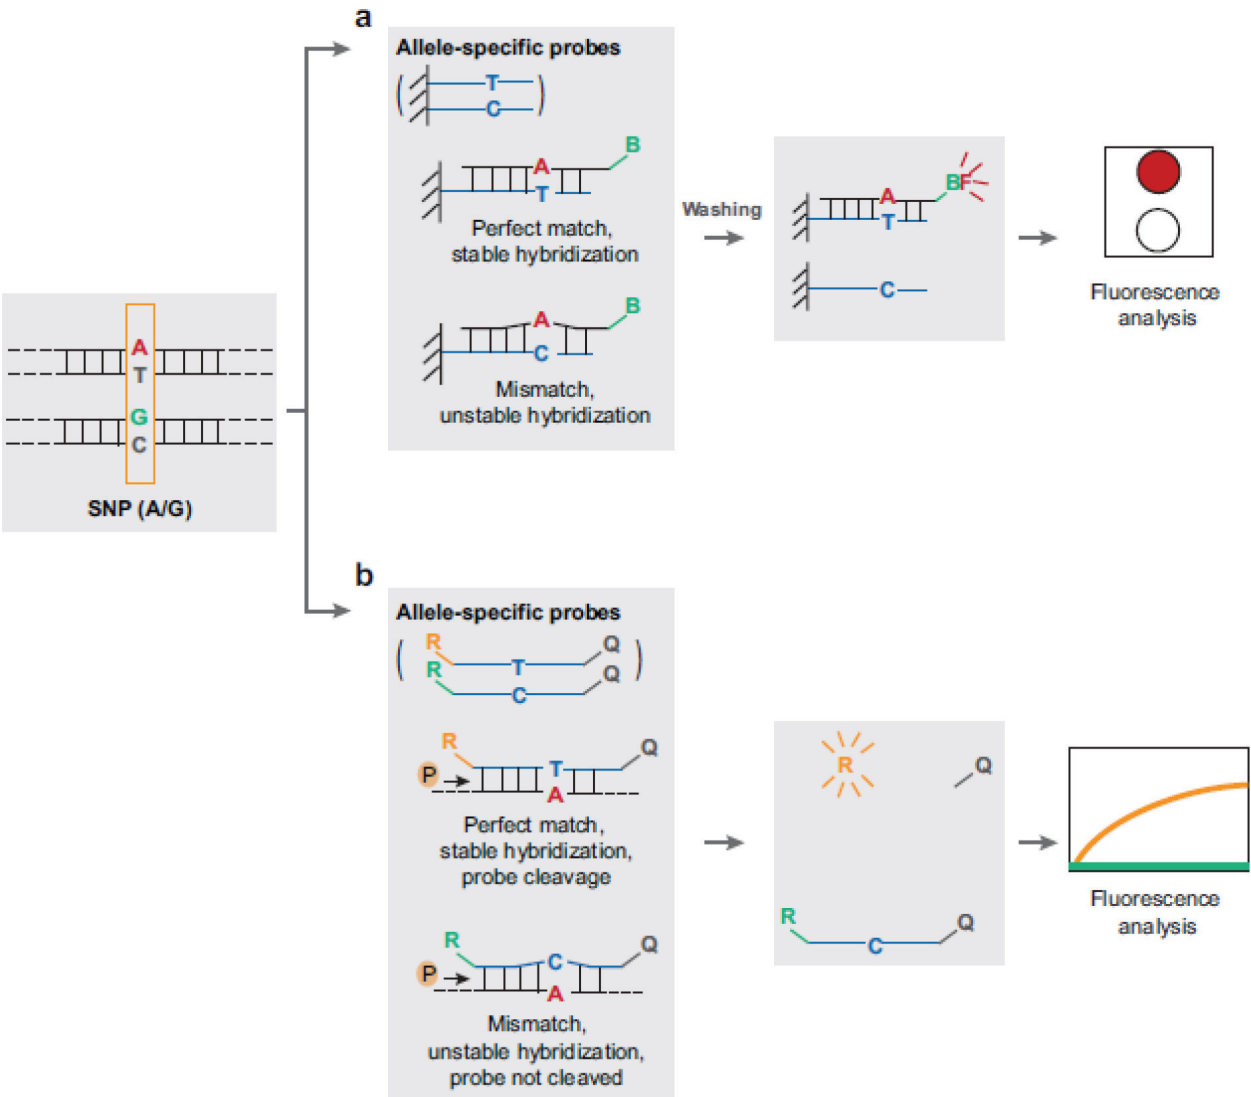 a
Allele-specific probes
( T )
C
B
A
T
Perfect match,
stable hybridization
B
A
C
Mismatch,
unstable hybridization
Washing
BF
A
T
C
Fluorescence
analysis
A
T
G
C
SNP (A/G)
b
Allele-specific probes
( R T Q )
R C Q
R Q
P T
A
Perfect match,
stable hybridization,
probe cleavage
R Q
P C
A
Mismatch,
unstable hybridization,
probe not cleaved
R Q
R Q
C
Fluorescence
analysis